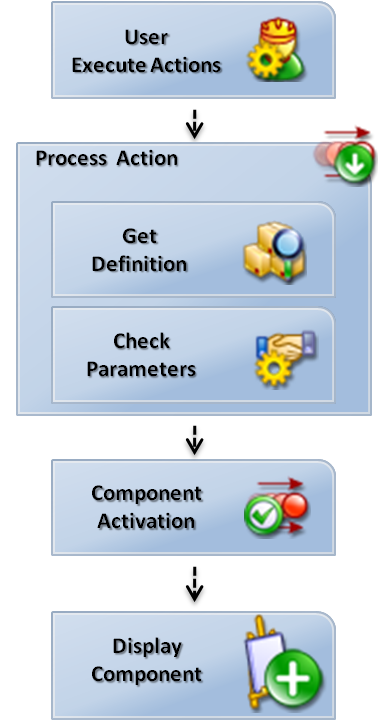 User
Execute Actions
Process Action
Get
Definition
Check
Parameters
Component
Activation
Display
Component